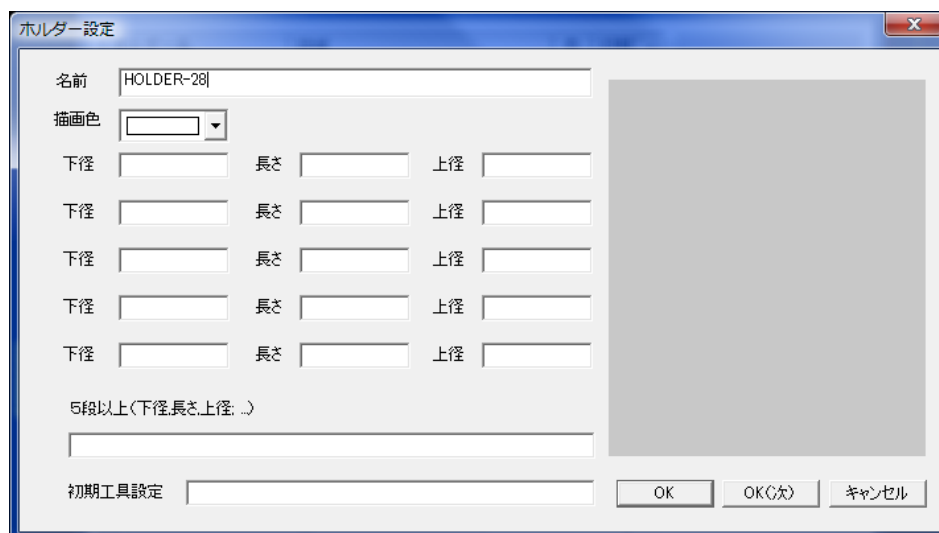 ホルダー設定
名前 HOLDER-28
描画色
下径 長さ 上径
下径 長さ 上径
下径 長さ 上径
下径 長さ 上径
下径 長さ 上径
5段以上(下径,長さ,上径; ...)
初期工具設定 OK OK(次) キャンセル